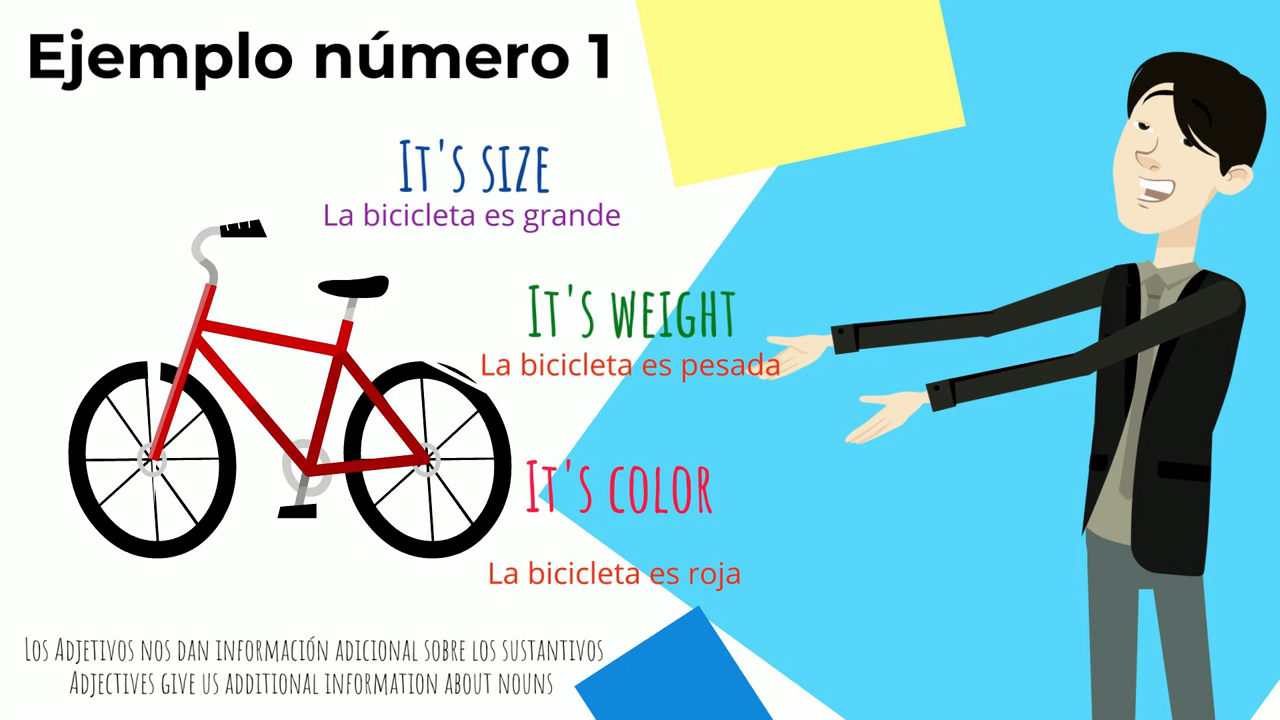 Ejemplo número 1
It's size
La bicicleta es grande
It's weight
La bicicleta es pesada
It's color
La bicicleta es roja
Los Adjetivos nos dan información adicional sobre los sustantivos
Adjectives give us additional information about nouns